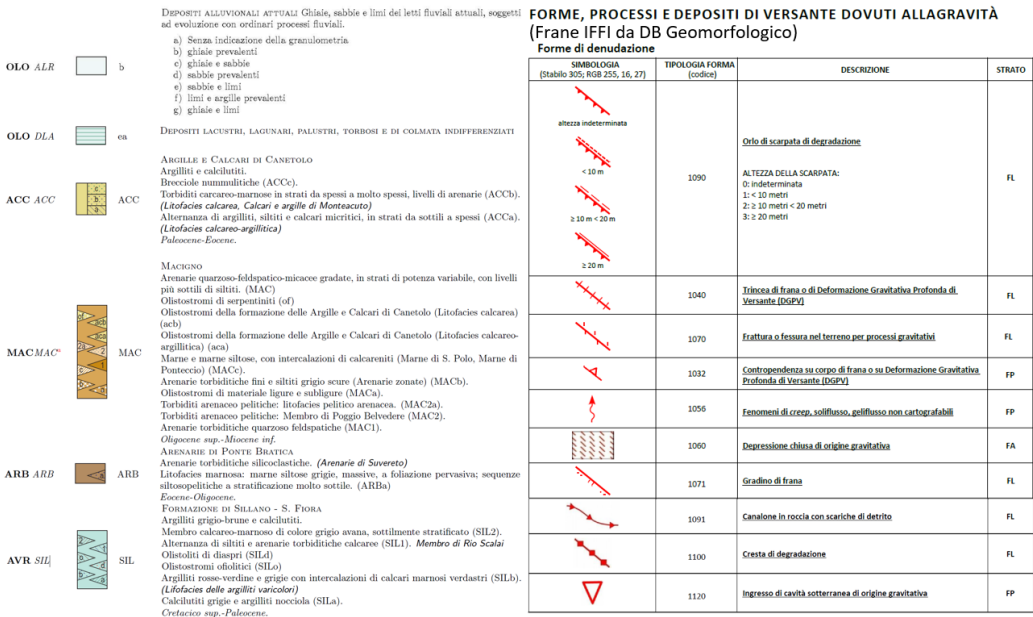 DEPOSITI ALLUVIONALI ATTUALI Ghiaie, sabbie e limi dei letti fluviali attuali, soggetti
ad evoluzione con ordinari processi fluviali.
a) Senza indicazione della granulometria
b) ghiaie prevalenti
c) ghiaie e sabbie
d) sabbie prevalenti
e) sabbie e limi
f) limi e argille prevalenti
g) ghiaie e limi
OLO ALR b
OLO DLA ea DEPOSITI LACUSTRI, LAGUNARI, PALUSTRI, TORBOSI E DI COLMATA INDIFFERENZIATI
ARGILLE E CALCARI DI CANETOLO
Argilliti e calcilutiti.
Brecciole nummulitiche (ACCc).
Torbiditi carcareo-marnose in strati da spessi a molto spessi, livelli di arenarie (ACCb).
(Litofacies calcarea, Calcari e argille di Monteacuto)
Alternanza di argilliti, siltiti e calcari micritici, in strati da sottili a spessi (ACCa).
(Litofacies calcareo-argillitica)
Paleocene-Eocene.
ACC ACC c b a ACC
MACIGNO
Arenarie quarzoso-feldspatico-micacee gradate, in strati di potenza variabile, con livelli
più sottili di siltiti. (MAC)
Olistostromi di serpentiniti (of)
Olistostromi della formazione delle Argille e Calcari di Canetolo (Litofacies calcarea)
(acb)
Olistostromi della formazione delle Argille e Calcari di Canetolo (Litofacies calcareo-
argillitica) (aca)
Marne e marne siltose, con intercalazioni di calcareniti (Marne di S. Polo, Marne di
Ponteccio) (MACc).
Arenarie torbiditiche fini e siltiti grigio scure (Arenarie zonate) (MACb).
Olistostromi di materiale ligure e subligure (MACa).
Torbiditi arenaceo pelitiche: litofacies pelitico arenacea. (MAC2a).
Torbiditi arenaceo pelitiche: Membro di Poggio Belvedere (MAC2).
Arenarie torbiditiche quarzoso feldspatiche (MAC1).
Oligocene sup.-Miocene inf.
MAC MAC of acb aca 2a 2 1 c b a MAC
ARENARIE DI PONTE BRATICA
Arenarie torbiditiche silicoclastiche. (Arenarie di Suvereto)
Litofacies marnosa: marne siltose grigie, massive, a foliazione pervasiva; sequenze
siltosopelitiche a stratificazione molto sottile. (ARBa)
Eocene-Oligocene.
ARB ARB a ARB
FORMAZIONE DI SILLANO - S. FIORA
Argilliti grigio-brune e calcilutiti.
Membro calcareo-marnoso di colore grigio avana, sottilmente stratificato (SIL2).
Alternanza di siltiti e arenarie torbiditiche calcaree (SIL1). Membro di Rio Scalai
Olistoliti di diaspri (SILd)
Olistostromi ofiolitici (SILo)
Argilliti rosse-verdine e grigie con intercalazioni di calcari marnosi verdastri (SILb).
(Litofacies delle argilliti varicolori)
Calcilutiti grigie e argilliti nocciola (SILa).
Cretacico sup.-Paleocene.
AVR SIL 2 1 o d b a SIL
FORME, PROCESSI E DEPOSITI DI VERSANTE DOVUTI ALLAGRAVITÀ
(Frane IFFI da DB Geomorfologico)
Forme di denudazione
SIMBOLOGIA
(Stabilo 305; RGB 255, 16, 27)
TIPOLOGIA FORMA
(codice)
DESCRIZIONE
STRATO
altezza indeterminata
< 10 m
≥ 10 m < 20 m
≥ 20 m
1090
Orlo di scarpata di degradazione
ALTEZZA DELLA SCARPATA:
0: indeterminata
1: < 10 metri
2: ≥ 10 metri < 20 metri
3: ≥ 20 metri
FL
1040 Trincea di frana o di Deformazione Gravitativa Profonda di
Versante (DGPV) FL
1070 Frattura o fessura nel terreno per processi gravitativi FL
1032 Contropendenza su corpo di frana o su Deformazione Gravitativa
Profonda di Versante (DGPV) FP
1056 Fenomeni di creep, soliflusso, geliflusso non cartografabili FP
1060 Depressione chiusa di origine gravitativa FA
1071 Gradino di frana FL
1091 Canalone in roccia con scariche di detrito FL
1100 Cresta di degradazione FL
1120 Ingresso di cavità sotterranea di origine gravitativa FP